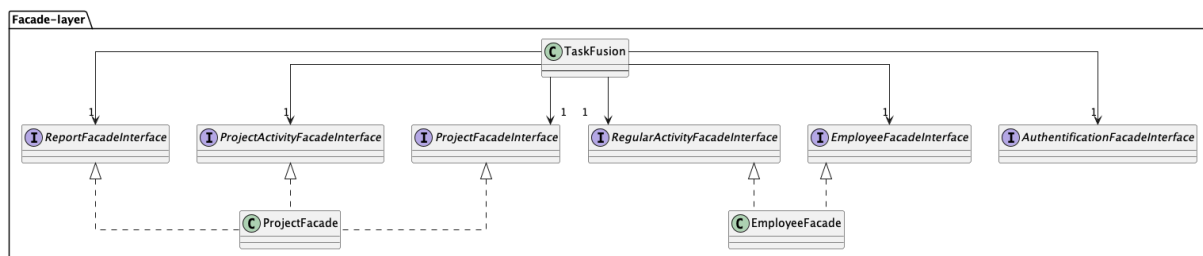 Facade-layer
C TaskFusion
1 1 1 1 1 1
I ReportFacadeInterface
I ProjectActivityFacadeInterface
I ProjectFacadeInterface
I RegularActivityFacadeInterface
I EmployeeFacadeInterface
I AuthentificationFacadeInterface
C ProjectFacade
C EmployeeFacade